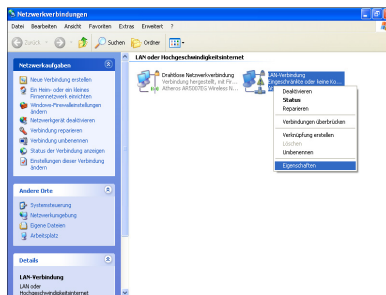 Netzwerkverbindungen
Datei Bearbeiten Ansicht Favoriten Extras Erweitert ?
Zurück Suchen Ordner
Netzwerkaufgaben
Neue Verbindung erstellen
Ein Heim- oder ein kleines
Firmennetzwerk einrichten
Windows-Firewalleinstellungen
ändern
Netzwerkgerät deaktivieren
Verbindung reparieren
Verbindung umbenennen
Status der Verbindung anzeigen
Einstellungen dieser Verbindung
ändern
Andere Orte
Systemsteuerung
Netzwerkumgebung
Eigene Dateien
Arbeitsplatz
Details
LAN-Verbindung
LAN oder
Hochgeschwindigkeitsinternet
LAN oder Hochgeschwindigkeitsinternet
Drahtlose Netzwerkverbindung
Verbindung hergestellt, mit Fir...
Atheros AR5007EG Wireless N...
LAN-Verbindung
Eingeschränkte oder keine Ko...
Deaktivieren
Status
Reparieren
Verbindungen überbrücken
Verknüpfung erstellen
Löschen
Umbenennen
Eigenschaften